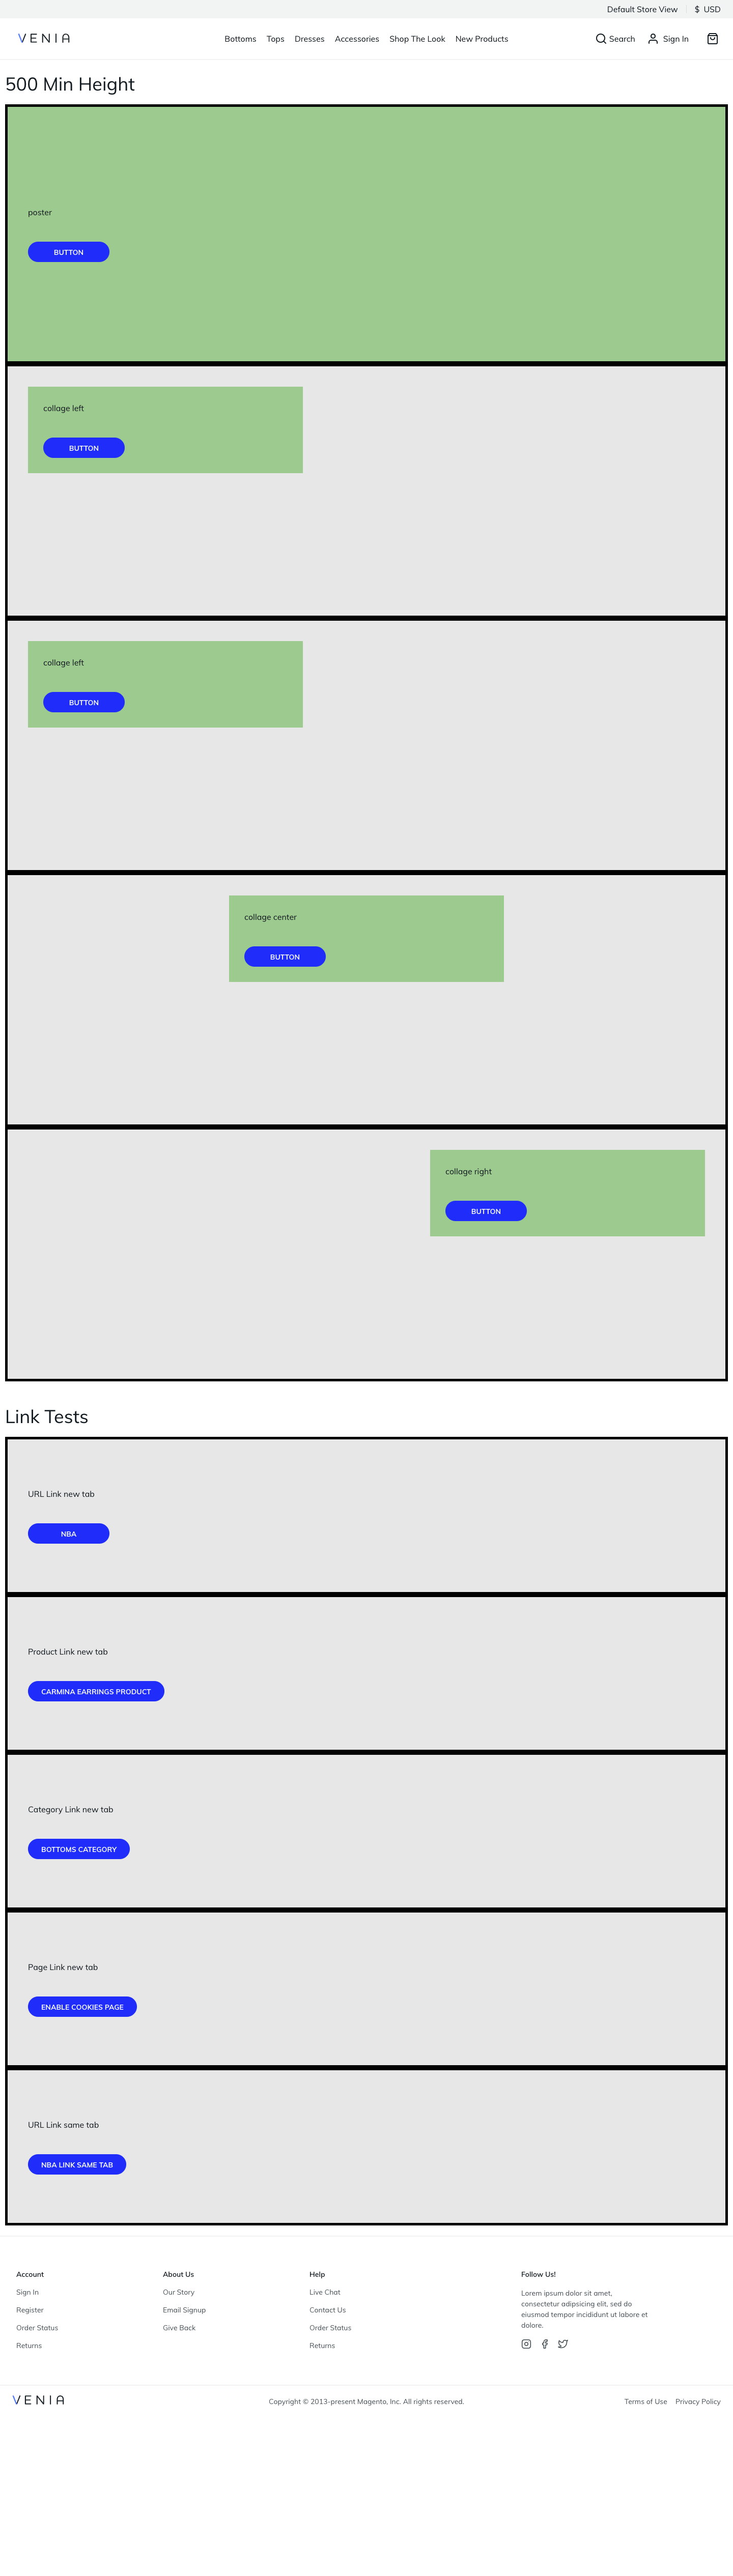 Default Store View $ USD
VENIA Bottoms Tops Dresses Accessories Shop The Look New Products Search Sign In
500 Min Height
poster
BUTTON
collage left
BUTTON
collage left
BUTTON
collage center
BUTTON
collage right
BUTTON
Link Tests
URL Link new tab
NBA
Product Link new tab
CARMINA EARRINGS PRODUCT
Category Link new tab
BOTTOMS CATEGORY
Page Link new tab
ENABLE COOKIES PAGE
URL Link same tab
NBA LINK SAME TAB
Account
Sign In
Register
Order Status
Returns
About Us
Our Story
Email Signup
Give Back
Help
Live Chat
Contact Us
Order Status
Returns
Follow Us!
Lorem ipsum dolor sit amet,
consectetur adipsicing elit, sed do
eiusmod tempor incididunt ut labore et
dolore.
VENIA Copyright © 2013-present Magento, Inc. All rights reserved. Terms of Use Privacy Policy